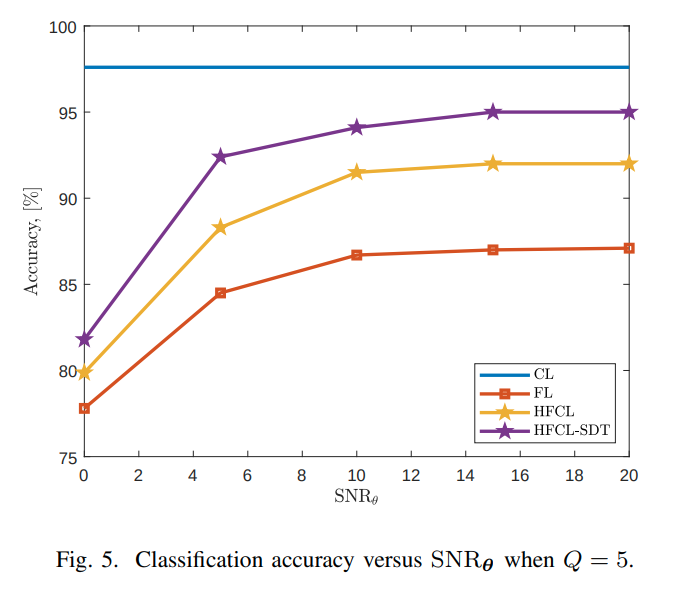 100
95
90
85
80
75
Accuracy, [%]
0 2 4 6 8 10 12 14 16 18 20
SNRθ
CL
FL
HFCL
HFCL-SDT
Fig. 5. Classification accuracy versus SNRθ when Q = 5.